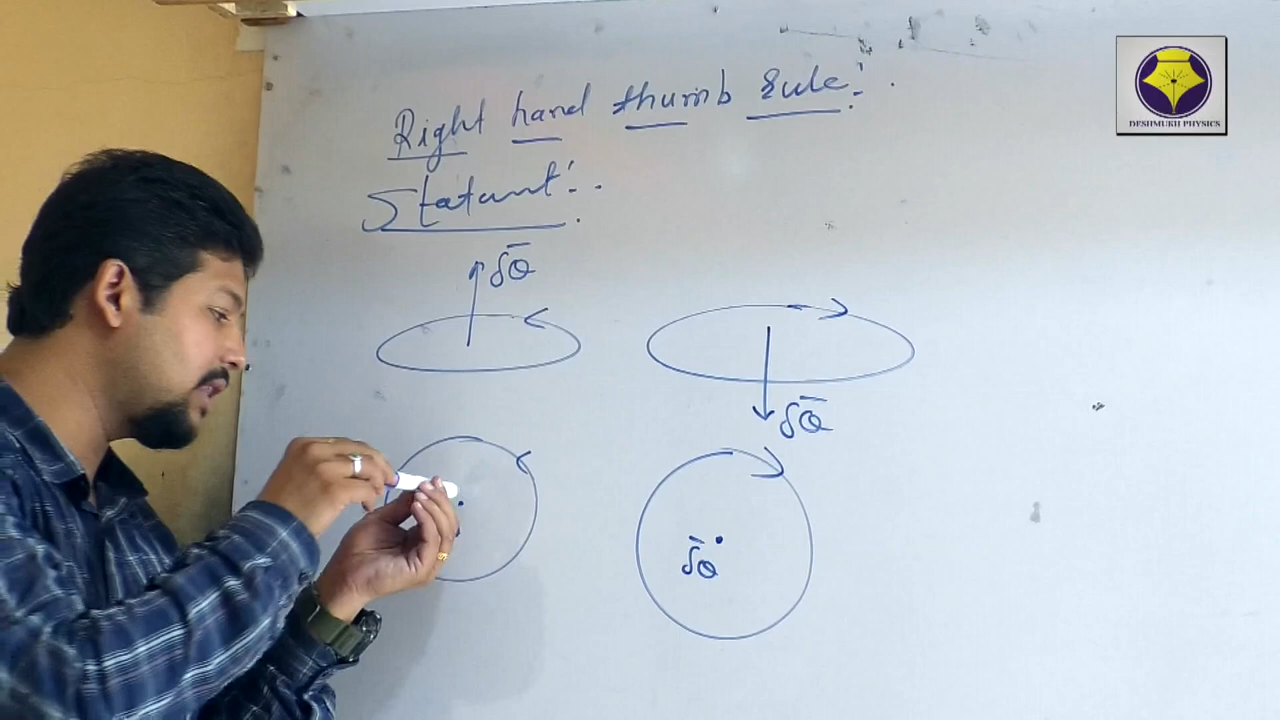 Right hand thumb rule:-
Statemt:-
δθ̄
δθ̄
δθ̄
DESHMUKH PHYSICS